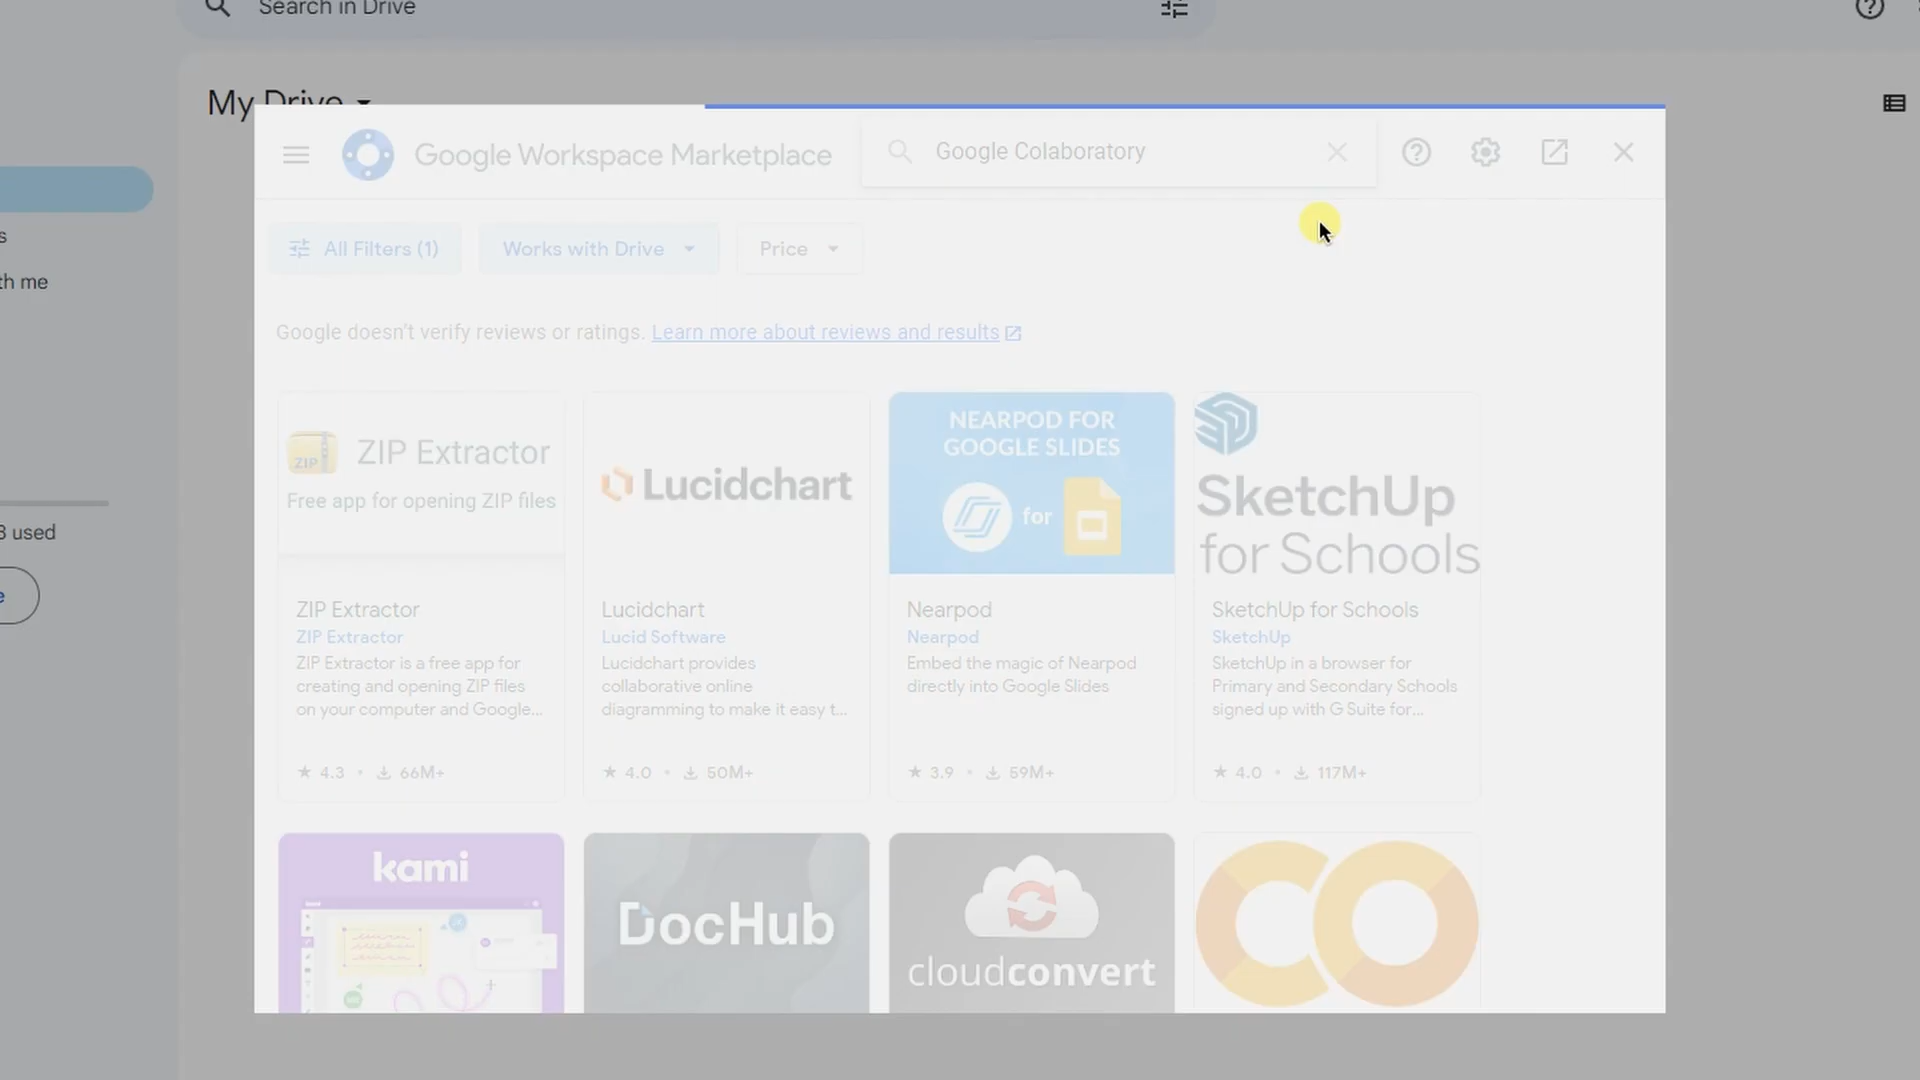 Search in Drive
My Drive
Google Workspace Marketplace
Google Colaboratory
All Filters (1)
Works with Drive
Price
th me
Google doesn't verify reviews or ratings. Learn more about reviews and results
ZIP
ZIP Extractor
Free app for opening ZIP files
Lucidchart
NEARPOD FOR
GOOGLE SLIDES
for
SketchUp
for Schools
used
ZIP Extractor
ZIP Extractor
ZIP Extractor is a free app for
creating and opening ZIP files
on your computer and Google...
4.3 • 66M+
Lucidchart
Lucid Software
Lucidchart provides
collaborative online
diagramming to make it easy t...
4.0 • 50M+
Nearpod
Nearpod
Embed the magic of Nearpod
directly into Google Slides
3.9 • 59M+
SketchUp for Schools
SketchUp
SketchUp in a browser for
Primary and Secondary Schools
signed up with G Suite for...
4.0 • 117M+
kami
DocHub
cloudconvert